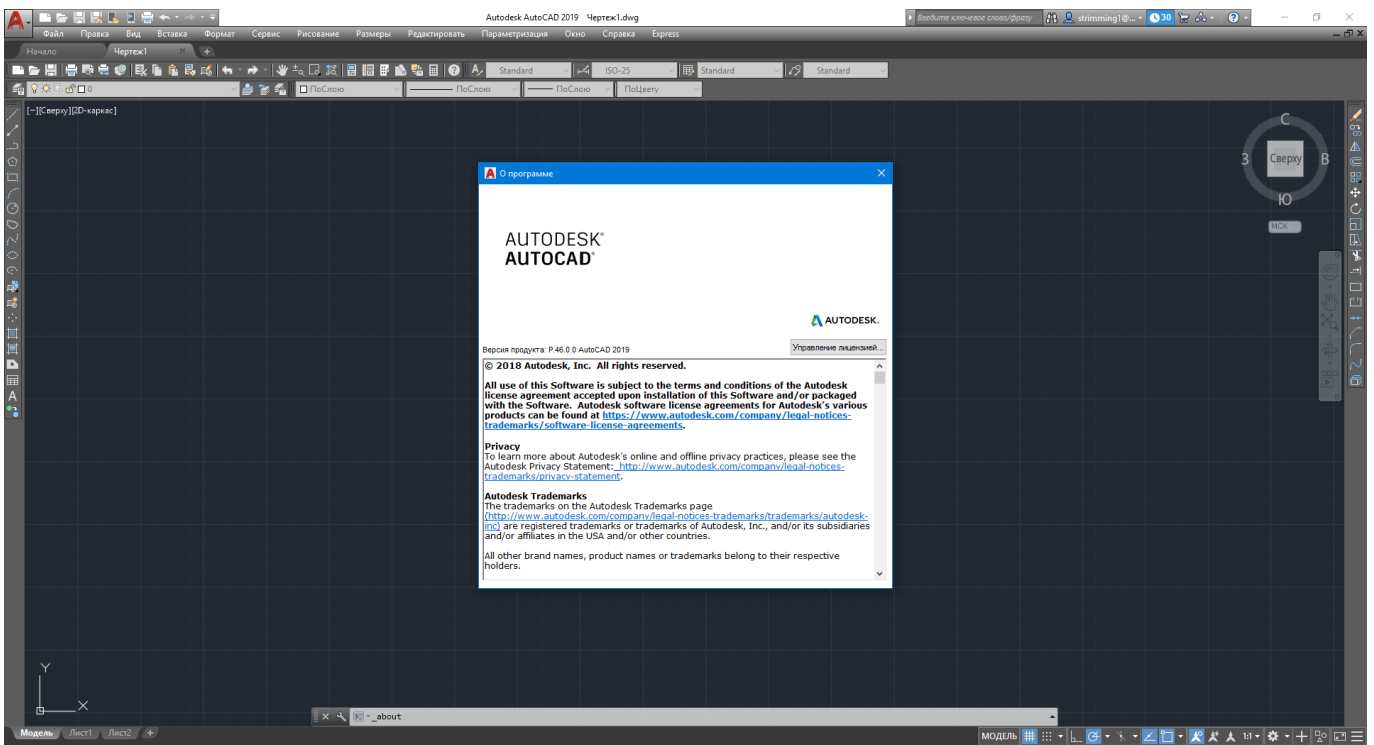 Autodesk AutoCAD 2019 Чертеж1.dwg
Введите ключевое слово/фразу
strimming1@... 30
Файл Правка Вид Вставка Формат Сервис Рисование Размеры Редактировать Параметризация Окно Справка Express
Начало Чертеж1
Standard ISO-25 Standard Standard
0 ПоСлою ПоСлою ПоСлою ПоЦвету
[−][Сверху][2D-каркас]
С
З Сверху В
Ю
МСК
О программе
AUTODESK®
AUTOCAD®
AUTODESK.
Версия продукта: P.46.0.0 AutoCAD 2019 Управление лицензией...
© 2018 Autodesk, Inc. All rights reserved.
All use of this Software is subject to the terms and conditions of the Autodesk
license agreement accepted upon installation of this Software and/or packaged
with the Software. Autodesk software license agreements for Autodesk's various
products can be found at https://www.autodesk.com/company/legal-notices-
trademarks/software-license-agreements.
Privacy
To learn more about Autodesk's online and offline privacy practices, please see the
Autodesk Privacy Statement: http://www.autodesk.com/company/legal-notices-
trademarks/privacy-statement.
Autodesk Trademarks
The trademarks on the Autodesk Trademarks page
(http://www.autodesk.com/company/legal-notices-trademarks/trademarks/autodesk-
inc) are registered trademarks or trademarks of Autodesk, Inc., and/or its subsidiaries
and/or affiliates in the USA and/or other countries.
All other brand names, product names or trademarks belong to their respective
holders.
Y
X
_about
Модель Лист1 Лист2 +
МОДЕЛЬ 1:1